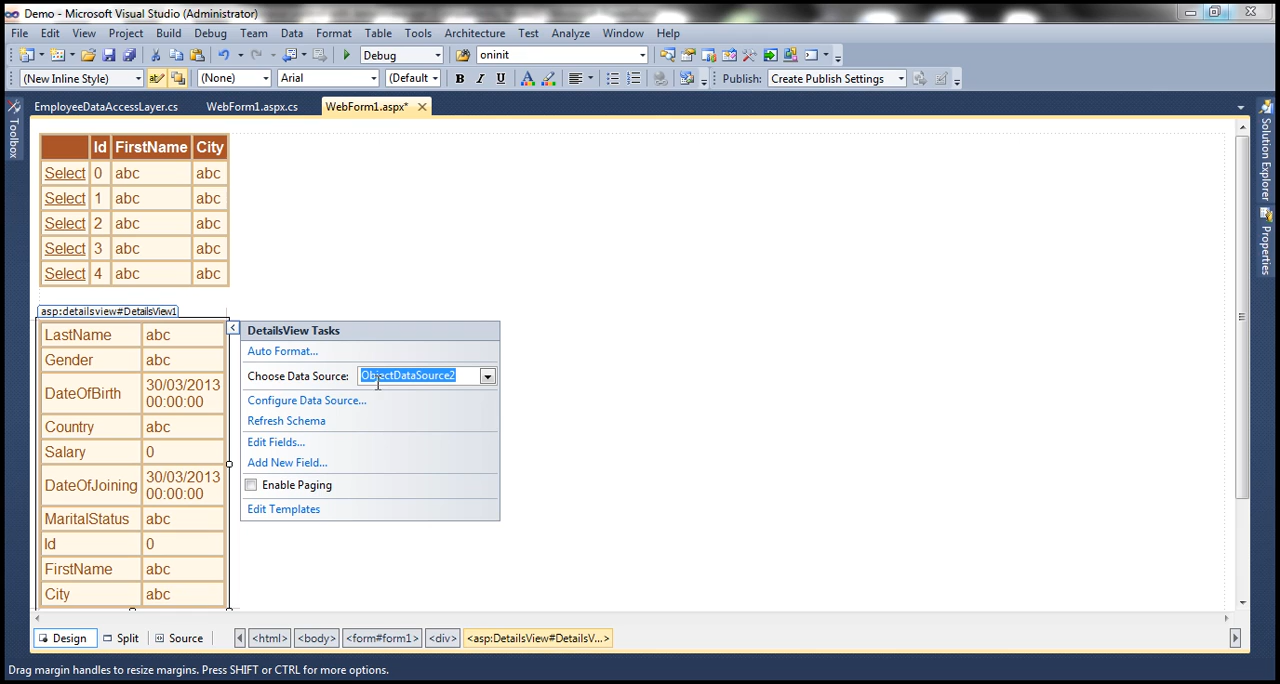 Demo - Microsoft Visual Studio (Administrator)
File Edit View Project Build Debug Team Data Format Table Tools Architecture Test Analyze Window Help
Debug oninit
(New Inline Style) (None) Arial (Default B I U A Publish: Create Publish Settings
EmployeeDataAccessLayer.cs WebForm1.aspx.cs WebForm1.aspx*
Toolbox
Solution Explorer
Properties
Id FirstName City
Select 0 abc abc
Select 1 abc abc
Select 2 abc abc
Select 3 abc abc
Select 4 abc abc
asp:detailsview#DetailsView1
LastName abc
Gender abc
DateOfBirth 30/03/2013 00:00:00
Country abc
Salary 0
DateOfJoining 30/03/2013 00:00:00
MaritalStatus abc
Id 0
FirstName abc
City abc
DetailsView Tasks
Auto Format...
Choose Data Source: ObjectDataSource2
Configure Data Source...
Refresh Schema
Edit Fields...
Add New Field...
Enable Paging
Edit Templates
Design Split Source <html> <body> <form#form1> <div> <asp:DetailsView#DetailsV...>
Drag margin handles to resize margins. Press SHIFT or CTRL for more options.